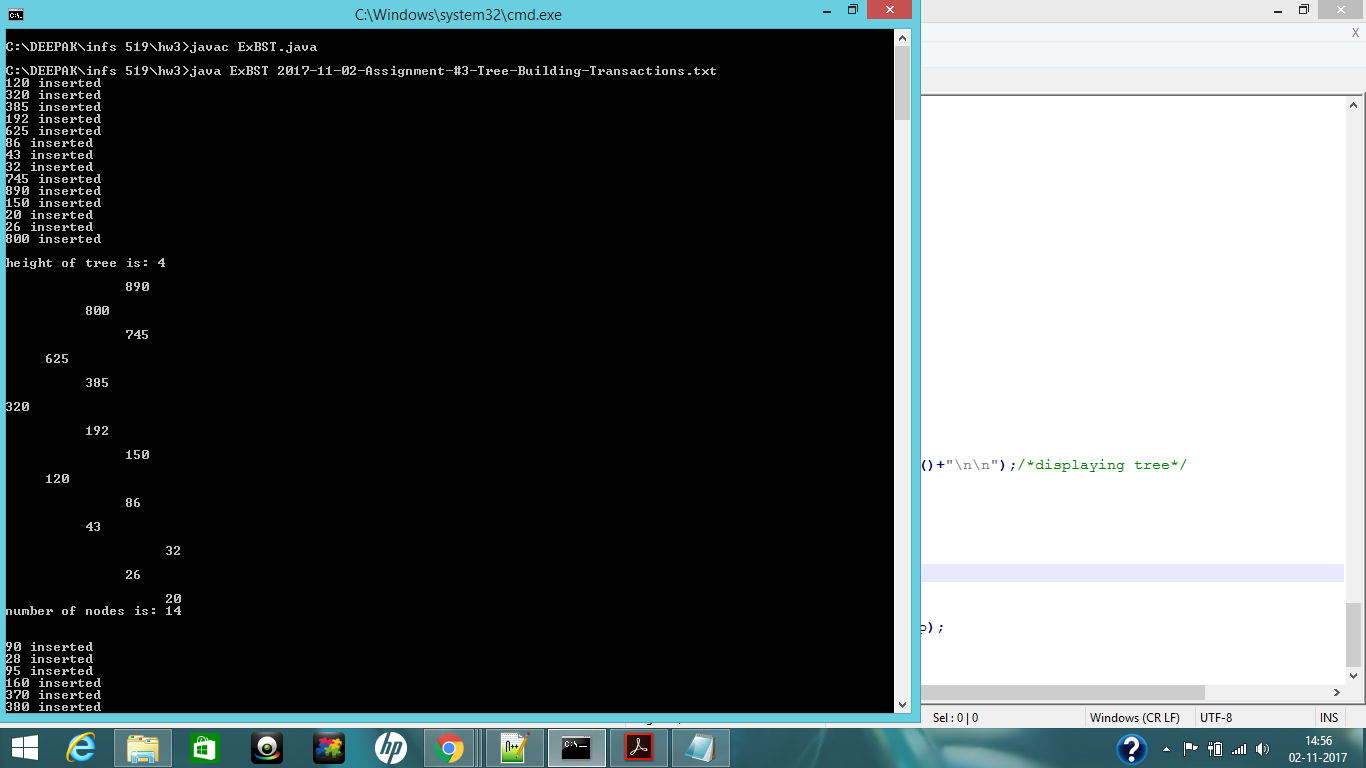 C:\Windows\system32\cmd.exe
C:\DEEPAK\infs 519\hw3>javac ExBST.java
C:\DEEPAK\infs 519\hw3>java ExBST 2017-11-02-Assignment-#3-Tree-Building-Transactions.txt
120 inserted
320 inserted
385 inserted
192 inserted
625 inserted
86 inserted
43 inserted
32 inserted
745 inserted
890 inserted
150 inserted
20 inserted
26 inserted
800 inserted
height of tree is: 4
890
800
745
625
385
320
192
150
120
86
43
32
26
20
number of nodes is: 14
90 inserted
28 inserted
95 inserted
160 inserted
370 inserted
380 inserted
X
()+"\n\n");/*displaying tree*/
);
Sel : 0 | 0
Windows (CR LF)
UTF-8
INS
14:56
02-11-2017